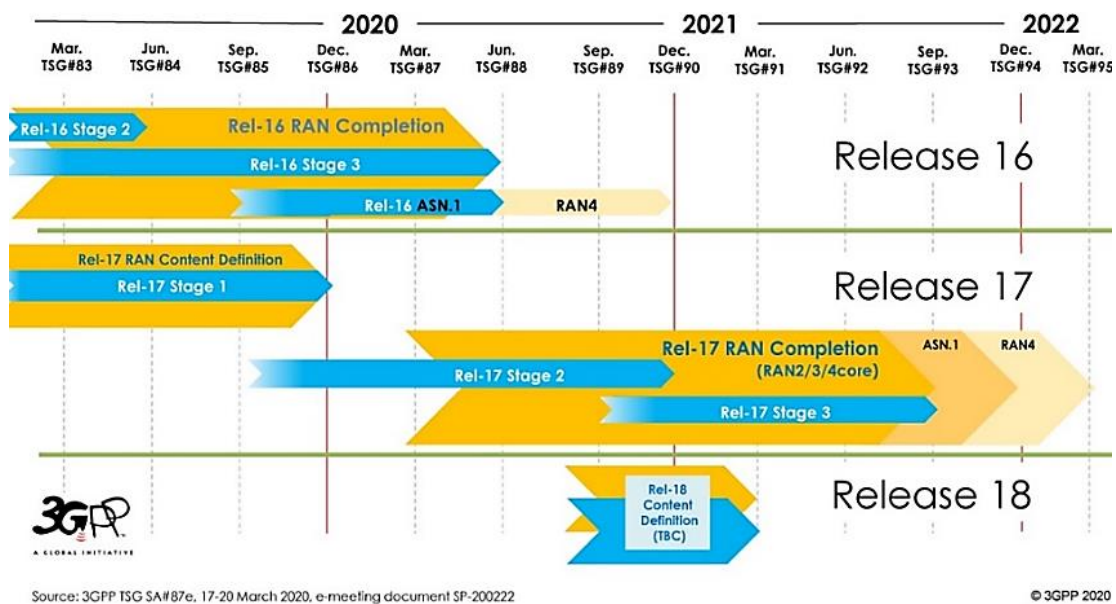 2020 2021 2022
Mar. Jun. Sep. Dec. Mar. Jun. Sep. Dec. Mar. Jun. Sep. Dec. Mar.
TSG#83 TSG#84 TSG#85 TSG#86 TSG#87 TSG#88 TSG#89 TSG#90 TSG#91 TSG#92 TSG#93 TSG#94 TSG#95
Rel-16 Stage 2
Rel-16 RAN Completion
Rel-16 Stage 3
Release 16
Rel-16 ASN.1
RAN4
Rel-17 RAN Content Definition
Rel-17 Stage 1
Release 17
Rel-17 RAN Completion
(RAN2/3/4core)
ASN.1
RAN4
Rel-17 Stage 2
Rel-17 Stage 3
Rel-18
Content
Definition
(TBC)
Release 18
3GPP
A GLOBAL INITIATIVE
Source: 3GPP TSG SA#87e, 17-20 March 2020, e-meeting document SP-200222
© 3GPP 2020